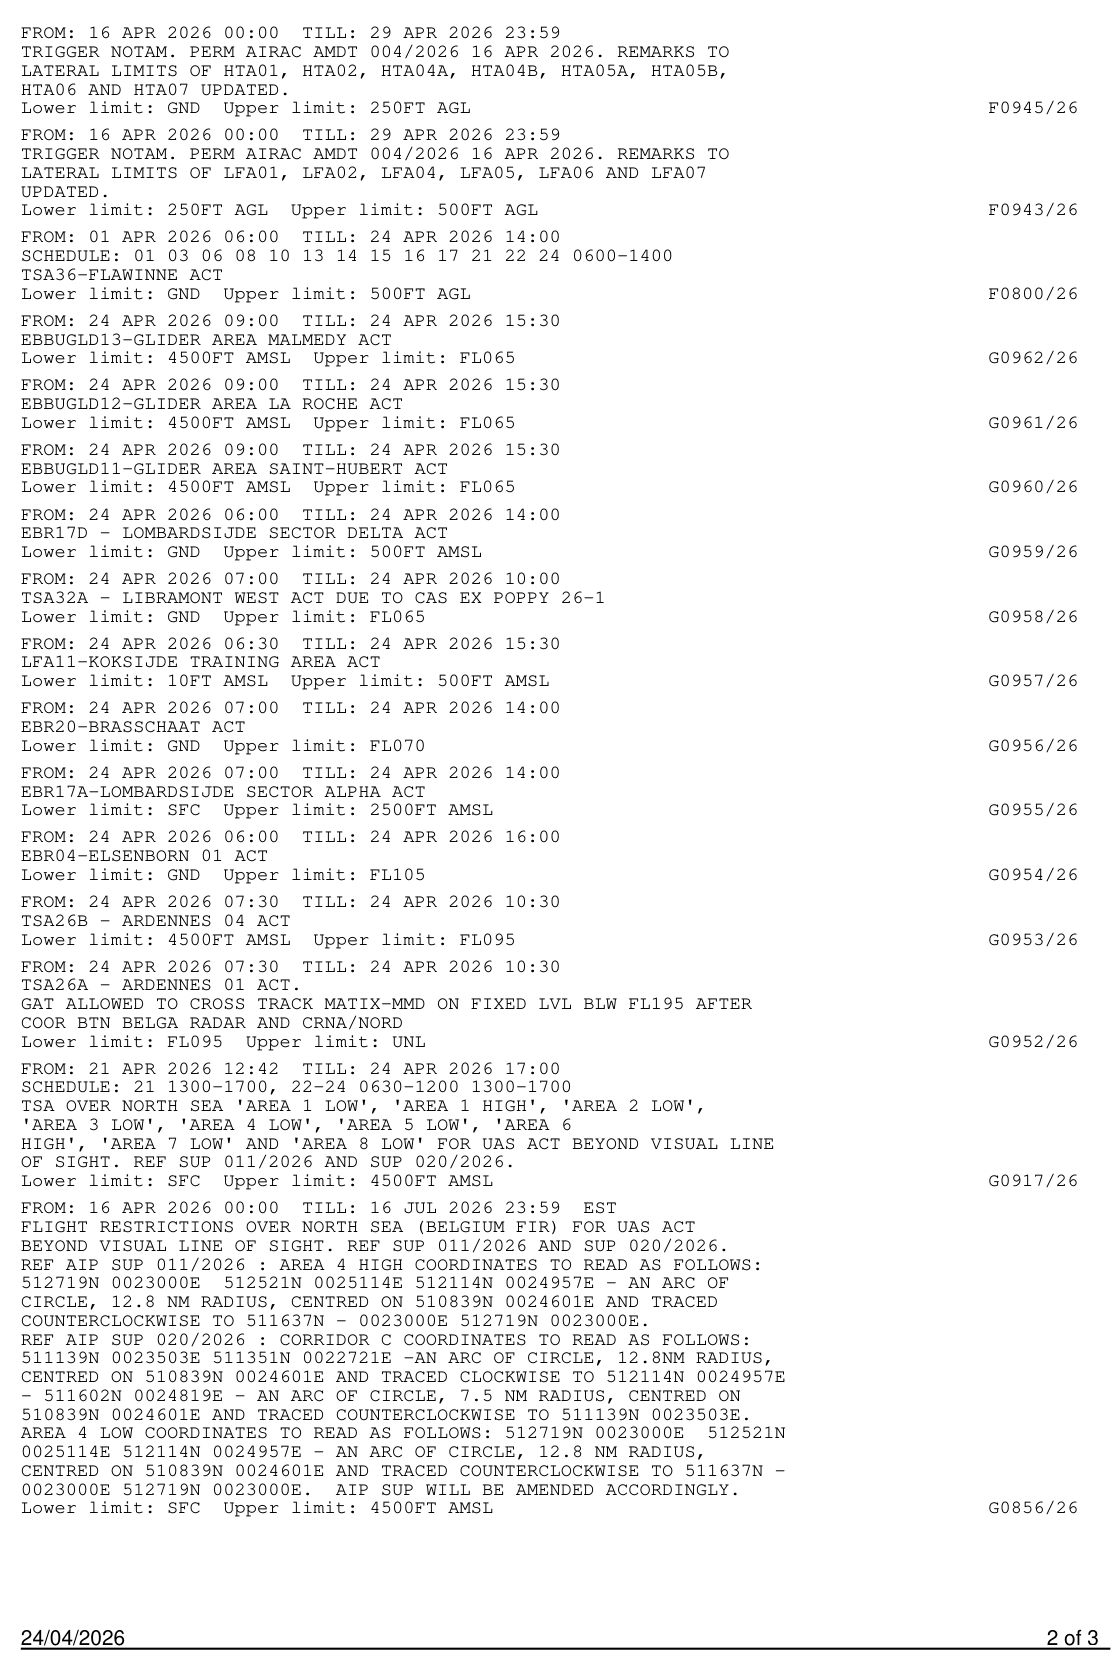 FROM: 16 APR 2026 00:00  TILL: 29 APR 2026 23:59
TRIGGER NOTAM. PERM AIRAC AMDT 004/2026 16 APR 2026. REMARKS TO
LATERAL LIMITS OF HTA01, HTA02, HTA04A, HTA04B, HTA05A, HTA05B,
HTA06 AND HTA07 UPDATED.
Lower limit: GND  Upper limit: 250FT AGL F0945/26
FROM: 16 APR 2026 00:00  TILL: 29 APR 2026 23:59
TRIGGER NOTAM. PERM AIRAC AMDT 004/2026 16 APR 2026. REMARKS TO
LATERAL LIMITS OF LFA01, LFA02, LFA04, LFA05, LFA06 AND LFA07
UPDATED.
Lower limit: 250FT AGL  Upper limit: 500FT AGL F0943/26
FROM: 01 APR 2026 06:00  TILL: 24 APR 2026 14:00
SCHEDULE: 01 03 06 08 10 13 14 15 16 17 21 22 24 0600-1400
TSA36-FLAWINNE ACT
Lower limit: GND  Upper limit: 500FT AGL F0800/26
FROM: 24 APR 2026 09:00  TILL: 24 APR 2026 15:30
EBBUGLD13-GLIDER AREA MALMEDY ACT
Lower limit: 4500FT AMSL  Upper limit: FL065 G0962/26
FROM: 24 APR 2026 09:00  TILL: 24 APR 2026 15:30
EBBUGLD12-GLIDER AREA LA ROCHE ACT
Lower limit: 4500FT AMSL  Upper limit: FL065 G0961/26
FROM: 24 APR 2026 09:00  TILL: 24 APR 2026 15:30
EBBUGLD11-GLIDER AREA SAINT-HUBERT ACT
Lower limit: 4500FT AMSL  Upper limit: FL065 G0960/26
FROM: 24 APR 2026 06:00  TILL: 24 APR 2026 14:00
EBR17D - LOMBARDSIJDE SECTOR DELTA ACT
Lower limit: GND  Upper limit: 500FT AMSL G0959/26
FROM: 24 APR 2026 07:00  TILL: 24 APR 2026 10:00
TSA32A - LIBRAMONT WEST ACT DUE TO CAS EX POPPY 26-1
Lower limit: GND  Upper limit: FL065 G0958/26
FROM: 24 APR 2026 06:30  TILL: 24 APR 2026 15:30
LFA11-KOKSIJDE TRAINING AREA ACT
Lower limit: 10FT AMSL  Upper limit: 500FT AMSL G0957/26
FROM: 24 APR 2026 07:00  TILL: 24 APR 2026 14:00
EBR20-BRASSCHAAT ACT
Lower limit: GND  Upper limit: FL070 G0956/26
FROM: 24 APR 2026 07:00  TILL: 24 APR 2026 14:00
EBR17A-LOMBARDSIJDE SECTOR ALPHA ACT
Lower limit: SFC  Upper limit: 2500FT AMSL G0955/26
FROM: 24 APR 2026 06:00  TILL: 24 APR 2026 16:00
EBR04-ELSENBORN 01 ACT
Lower limit: GND  Upper limit: FL105 G0954/26
FROM: 24 APR 2026 07:30  TILL: 24 APR 2026 10:30
TSA26B - ARDENNES 04 ACT
Lower limit: 4500FT AMSL  Upper limit: FL095 G0953/26
FROM: 24 APR 2026 07:30  TILL: 24 APR 2026 10:30
TSA26A - ARDENNES 01 ACT.
GAT ALLOWED TO CROSS TRACK MATIX-MMD ON FIXED LVL BLW FL195 AFTER
COOR BTN BELGA RADAR AND CRNA/NORD
Lower limit: FL095  Upper limit: UNL G0952/26
FROM: 21 APR 2026 12:42  TILL: 24 APR 2026 17:00
SCHEDULE: 21 1300-1700, 22-24 0630-1200 1300-1700
TSA OVER NORTH SEA 'AREA 1 LOW', 'AREA 1 HIGH', 'AREA 2 LOW',
'AREA 3 LOW', 'AREA 4 LOW', 'AREA 5 LOW', 'AREA 6
HIGH', 'AREA 7 LOW' AND 'AREA 8 LOW' FOR UAS ACT BEYOND VISUAL LINE
OF SIGHT. REF SUP 011/2026 AND SUP 020/2026.
Lower limit: SFC  Upper limit: 4500FT AMSL G0917/26
FROM: 16 APR 2026 00:00  TILL: 16 JUL 2026 23:59  EST
FLIGHT RESTRICTIONS OVER NORTH SEA (BELGIUM FIR) FOR UAS ACT
BEYOND VISUAL LINE OF SIGHT. REF SUP 011/2026 AND SUP 020/2026.
REF AIP SUP 011/2026 : AREA 4 HIGH COORDINATES TO READ AS FOLLOWS:
512719N 0023000E  512521N 0025114E 512114N 0024957E - AN ARC OF
CIRCLE, 12.8 NM RADIUS, CENTRED ON 510839N 0024601E AND TRACED
COUNTERCLOCKWISE TO 511637N - 0023000E 512719N 0023000E.
REF AIP SUP 020/2026 : CORRIDOR C COORDINATES TO READ AS FOLLOWS:
511139N 0023503E 511351N 0022721E -AN ARC OF CIRCLE, 12.8NM RADIUS,
CENTRED ON 510839N 0024601E AND TRACED CLOCKWISE TO 512114N 0024957E
- 511602N 0024819E - AN ARC OF CIRCLE, 7.5 NM RADIUS, CENTRED ON
510839N 0024601E AND TRACED COUNTERCLOCKWISE TO 511139N 0023503E.
AREA 4 LOW COORDINATES TO READ AS FOLLOWS: 512719N 0023000E  512521N
0025114E 512114N 0024957E - AN ARC OF CIRCLE, 12.8 NM RADIUS,
CENTRED ON 510839N 0024601E AND TRACED COUNTERCLOCKWISE TO 511637N -
0023000E 512719N 0023000E.  AIP SUP WILL BE AMENDED ACCORDINGLY.
Lower limit: SFC  Upper limit: 4500FT AMSL G0856/26
24/04/2026 2 of 3